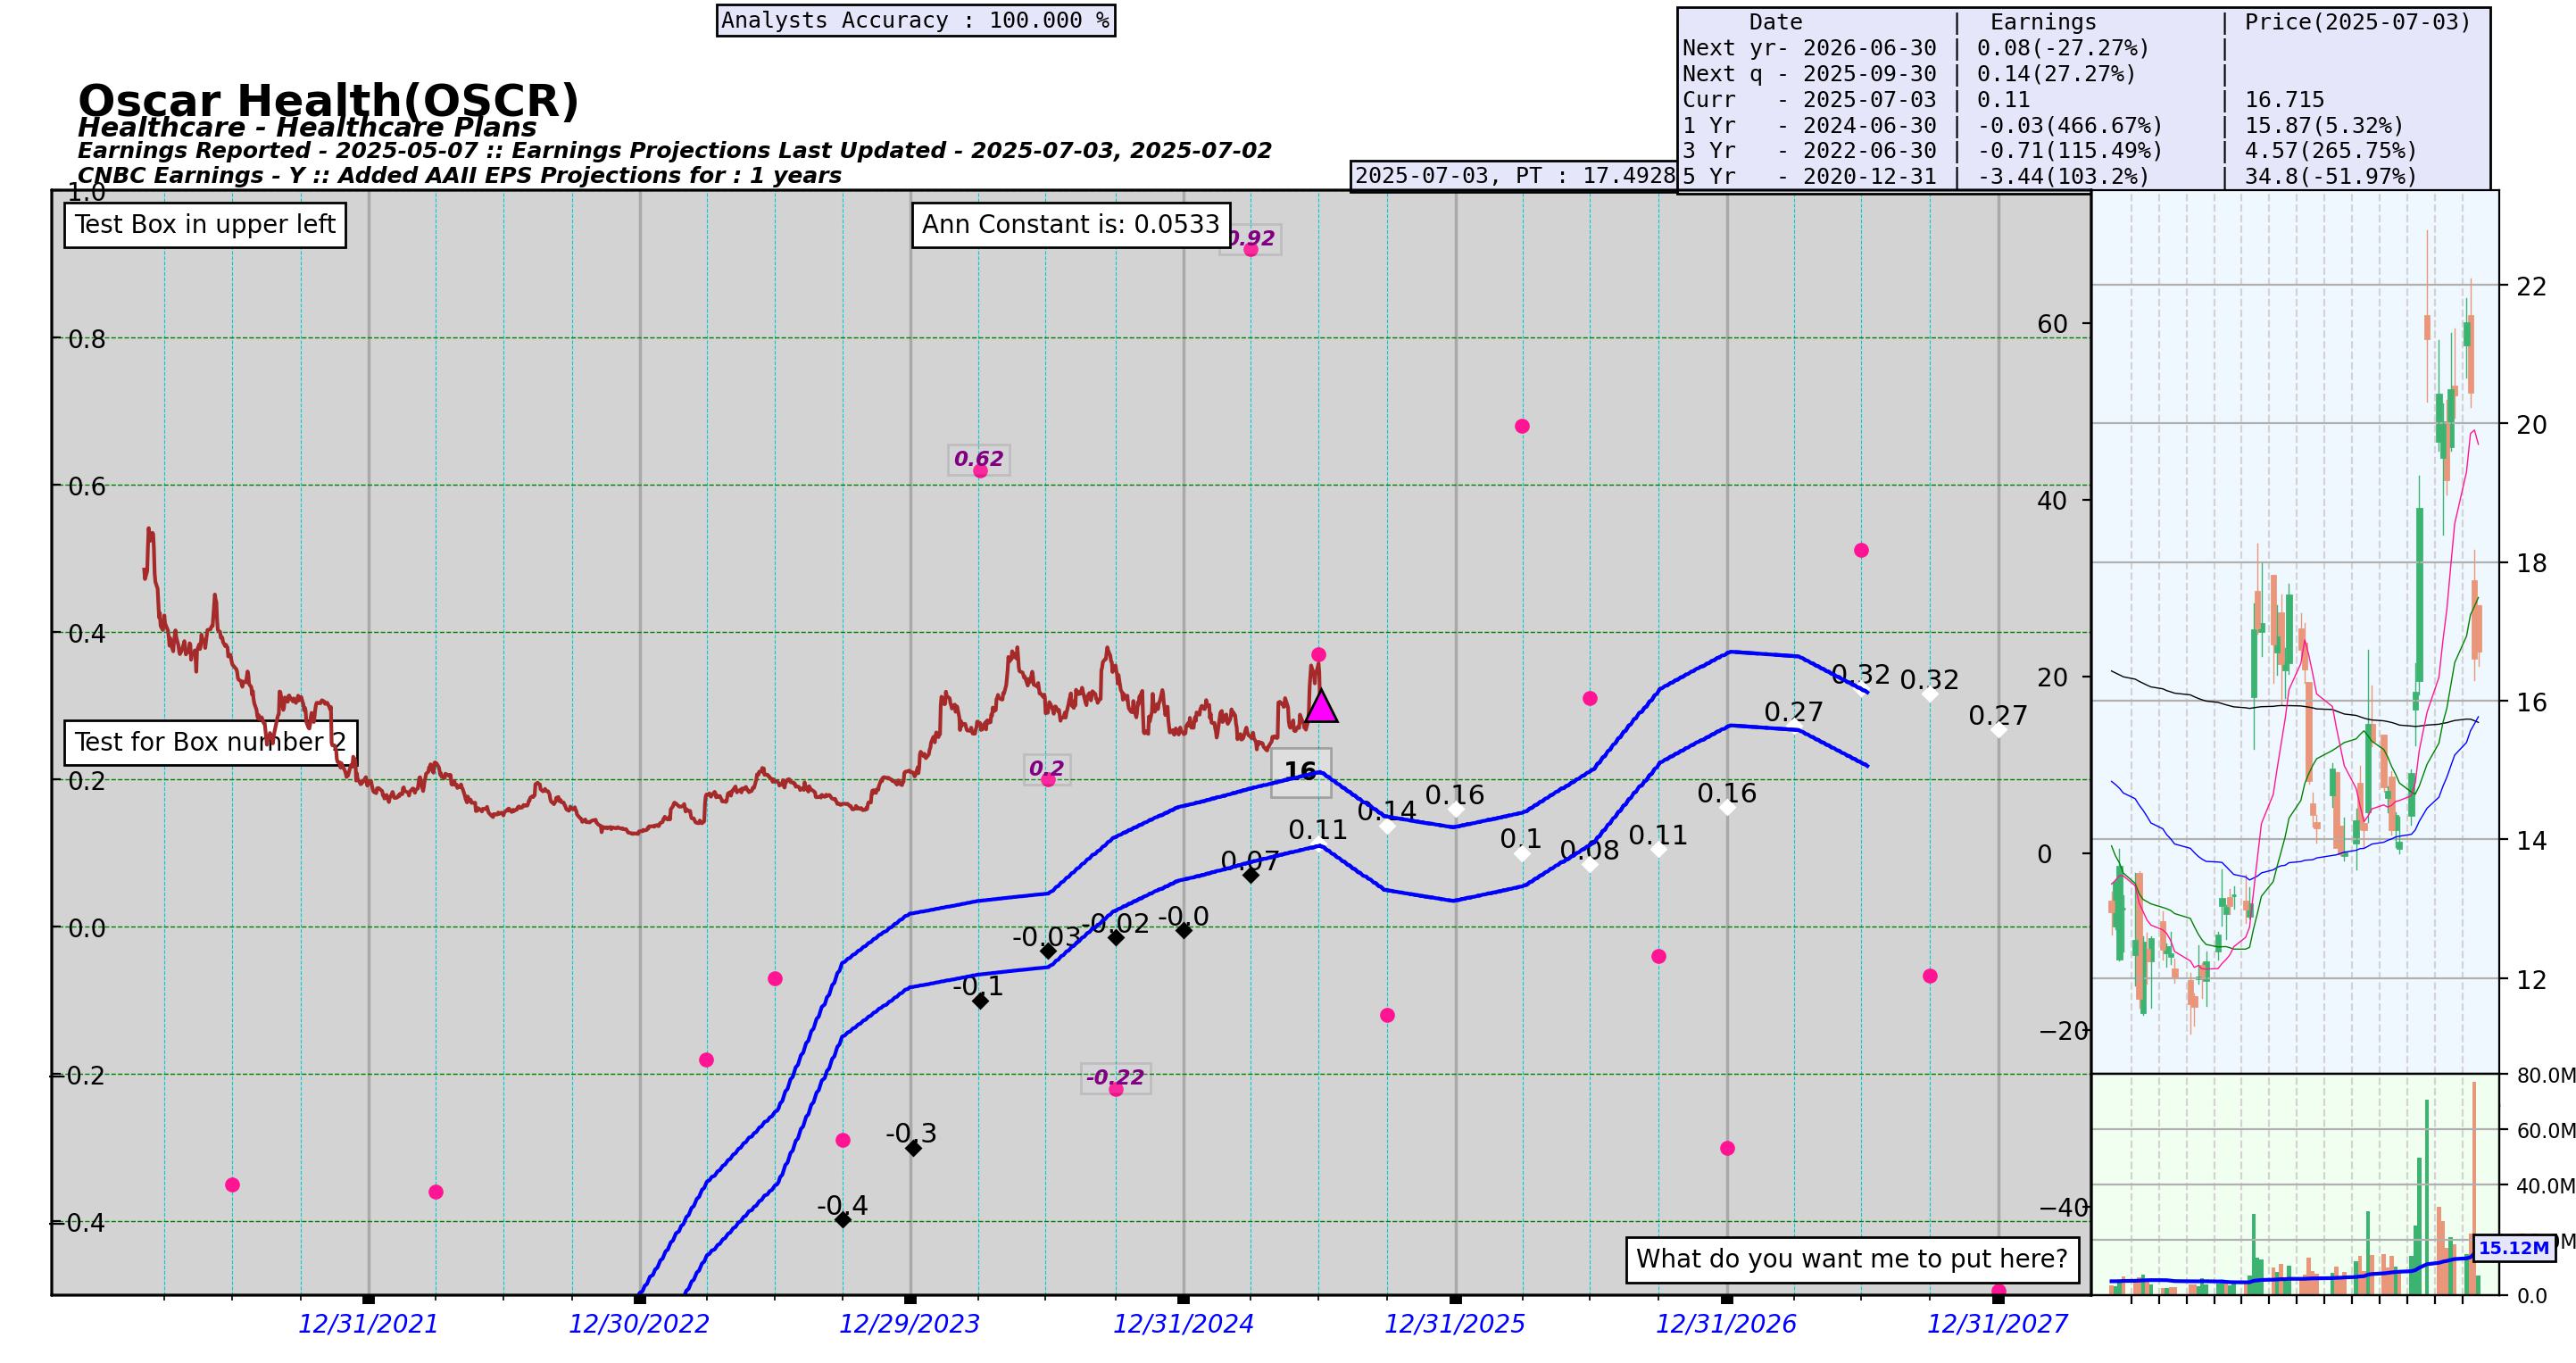 Analysts Accuracy : 100.000 %
Date | Earnings | Price(2025-07-03)
Next yr- 2026-06-30 | 0.08(-27.27%) |
Next q - 2025-09-30 | 0.14(27.27%) |
Curr - 2025-07-03 | 0.11 | 16.715
1 Yr - 2024-06-30 | -0.03(466.67%) | 15.87(5.32%)
3 Yr - 2022-06-30 | -0.71(115.49%) | 4.57(265.75%)
5 Yr - 2020-12-31 | -3.44(103.2%) | 34.8(-51.97%)
Oscar Health(OSCR)
Healthcare - Healthcare Plans
Earnings Reported - 2025-05-07 :: Earnings Projections Last Updated - 2025-07-03, 2025-07-02
CNBC Earnings - Y :: Added AAII EPS Projections for : 1 years
2025-07-03, PT : 17.4928
1.0
Test Box in upper left
Ann Constant is: 0.0533
0.92
0.8
0.62
0.6
0.4
Test for Box number 2
0.2
0.2
16
0.11
0.14
0.16
0.1
0.08
0.11
0.16
0.27
0.32
0.32
0.27
0.07
-0.0
-0.02
-0.03
0.0
-0.1
−0.2
-0.22
-0.3
-0.4
−0.4
60
40
20
0
−20
−40
What do you want me to put here?
22
20
18
16
14
12
80.0M
60.0M
40.0M
15.12M
0.0
12/31/2021
12/30/2022
12/29/2023
12/31/2024
12/31/2025
12/31/2026
12/31/2027